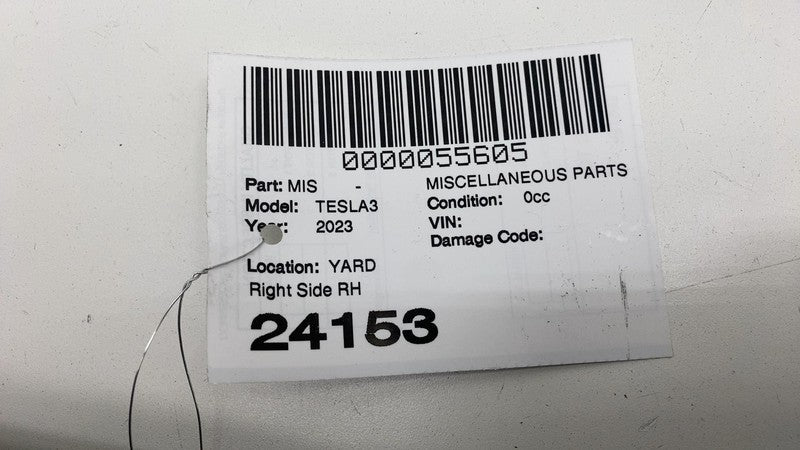 0000055605
Part: MIS - MISCELLANEOUS PARTS
Model: TESLA3 Condition: 0cc
Year: 2023 VIN:
Damage Code:
Location: YARD
Right Side RH
24153